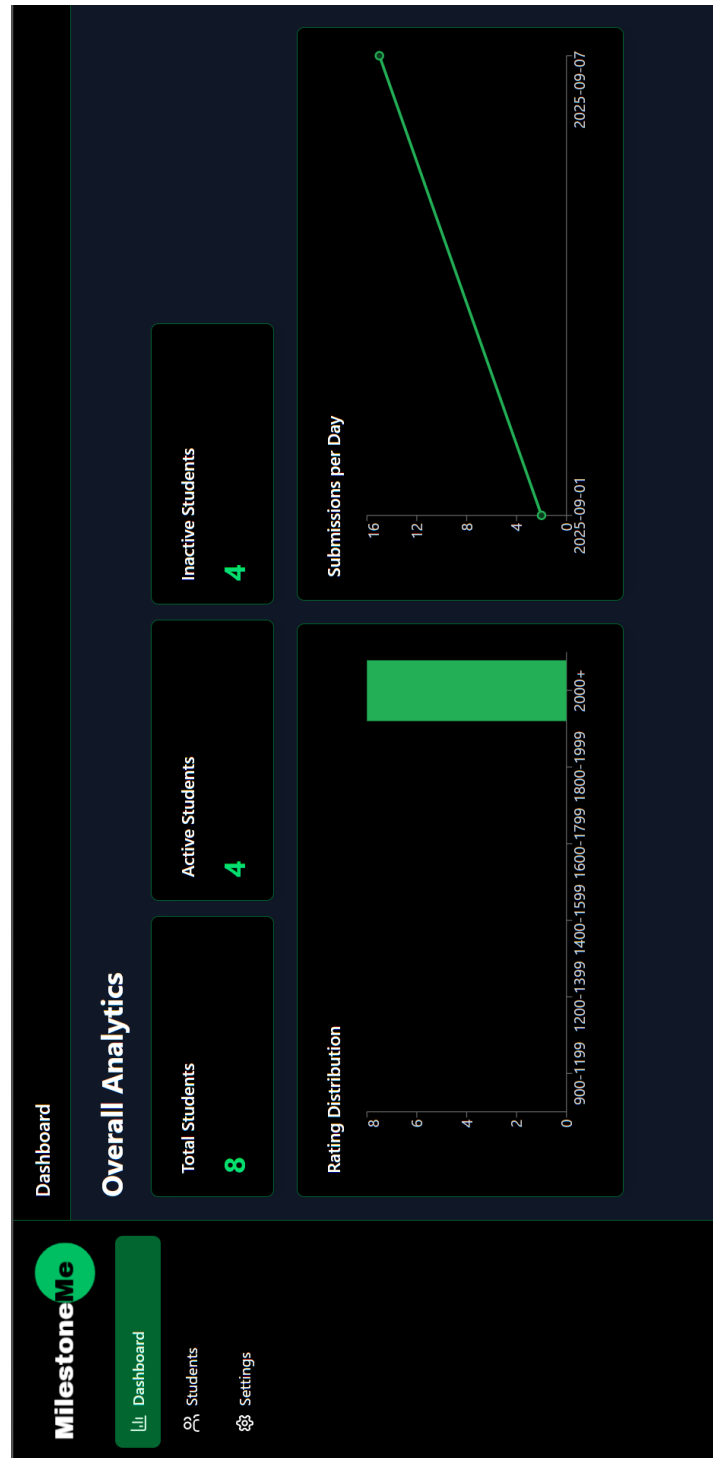 MilestoneMe
Dashboard
Students
Settings
Dashboard
Overall Analytics
Total Students
8
Active Students
4
Inactive Students
4
Rating Distribution
8
6
4
2
0
900-1199 1200-1399 1400-1599 1600-1799 1800-1999 2000+
Submissions per Day
16
12
8
4
0
2025-09-01 2025-09-07